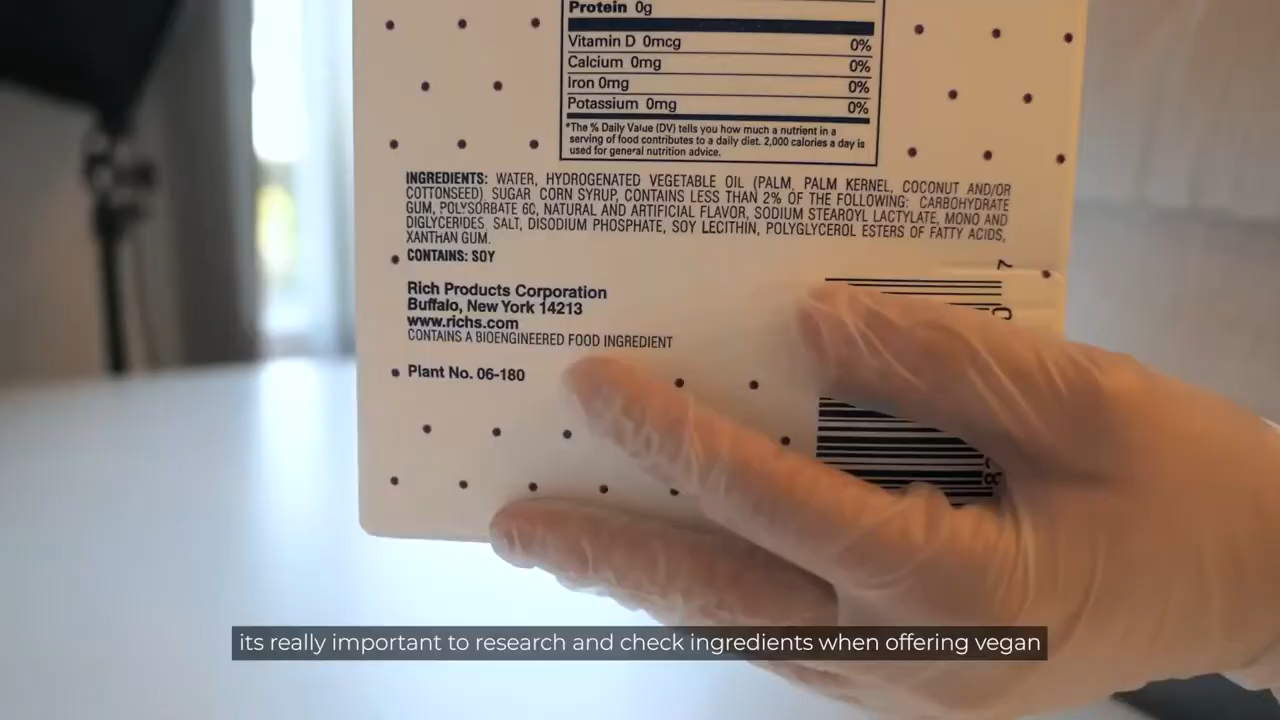 Protein 0g
Vitamin D 0mcg 0%
Calcium 0mg 0%
Iron 0mg 0%
Potassium 0mg 0%
*The % Daily Value (DV) tells you how much a nutrient in a
serving of food contributes to a daily diet. 2,000 calories a day is
used for general nutrition advice.
INGREDIENTS: WATER, HYDROGENATED VEGETABLE OIL (PALM, PALM KERNEL, COCONUT AND/OR
COTTONSEED), SUGAR, CORN SYRUP, CONTAINS LESS THAN 2% OF THE FOLLOWING: CARBOHYDRATE
GUM, POLYSORBATE 60, NATURAL AND ARTIFICIAL FLAVOR, SODIUM STEAROYL LACTYLATE, MONO AND
DIGLYCERIDES, SALT, DISODIUM PHOSPHATE, SOY LECITHIN, POLYGLYCEROL ESTERS OF FATTY ACIDS,
XANTHAN GUM.
CONTAINS: SOY
Rich Products Corporation
Buffalo, New York 14213
www.richs.com
CONTAINS A BIOENGINEERED FOOD INGREDIENT
Plant No. 06-180
7
8
its really important to research and check ingredients when offering vegan